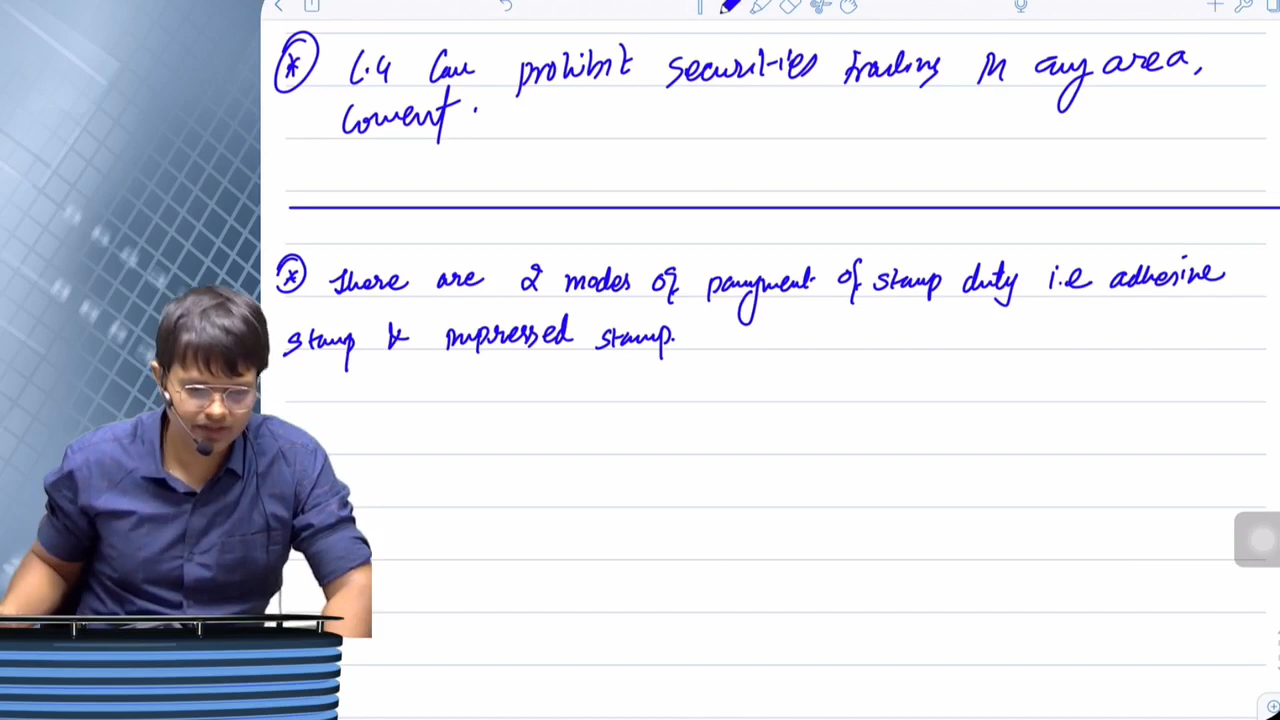 C.G Can prohibit securities trading in any area,
Comment.
There are 2 modes of payment of stamp duty i.e adhesive
stamp & impressed stamp.